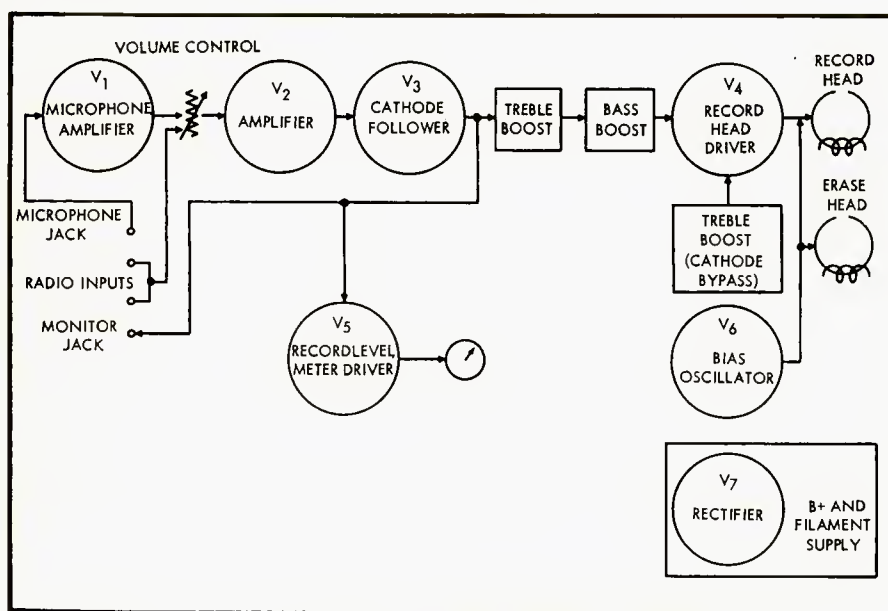 VOLUME CONTROL
V1
MICROPHONE
AMPLIFIER
V2
AMPLIFIER
V3
CATHODE
FOLLOWER
TREBLE
BOOST
BASS
BOOST
V4
RECORD
HEAD
DRIVER
RECORD
HEAD
ERASE
HEAD
MICROPHONE
JACK
RADIO INPUTS
MONITOR
JACK
TREBLE
BOOST
(CATHODE
BYPASS)
V5
RECORDLEVEL
METER DRIVER
V6
BIAS
OSCILLATOR
V7
RECTIFIER
B+ AND
FILAMENT
SUPPLY